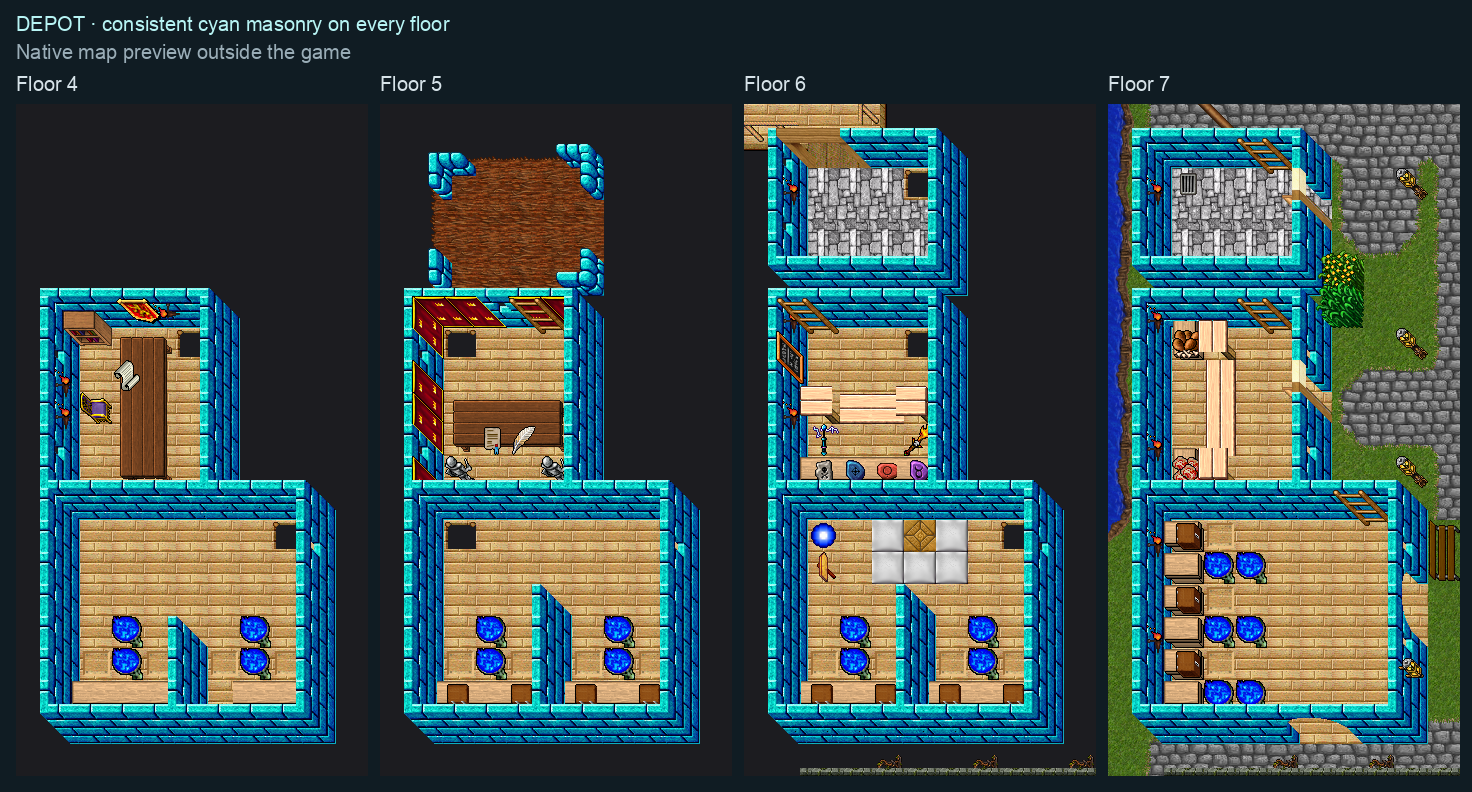 DEPOT · consistent cyan masonry on every floor
Native map preview outside the game
Floor 4
Floor 5
Floor 6
Floor 7